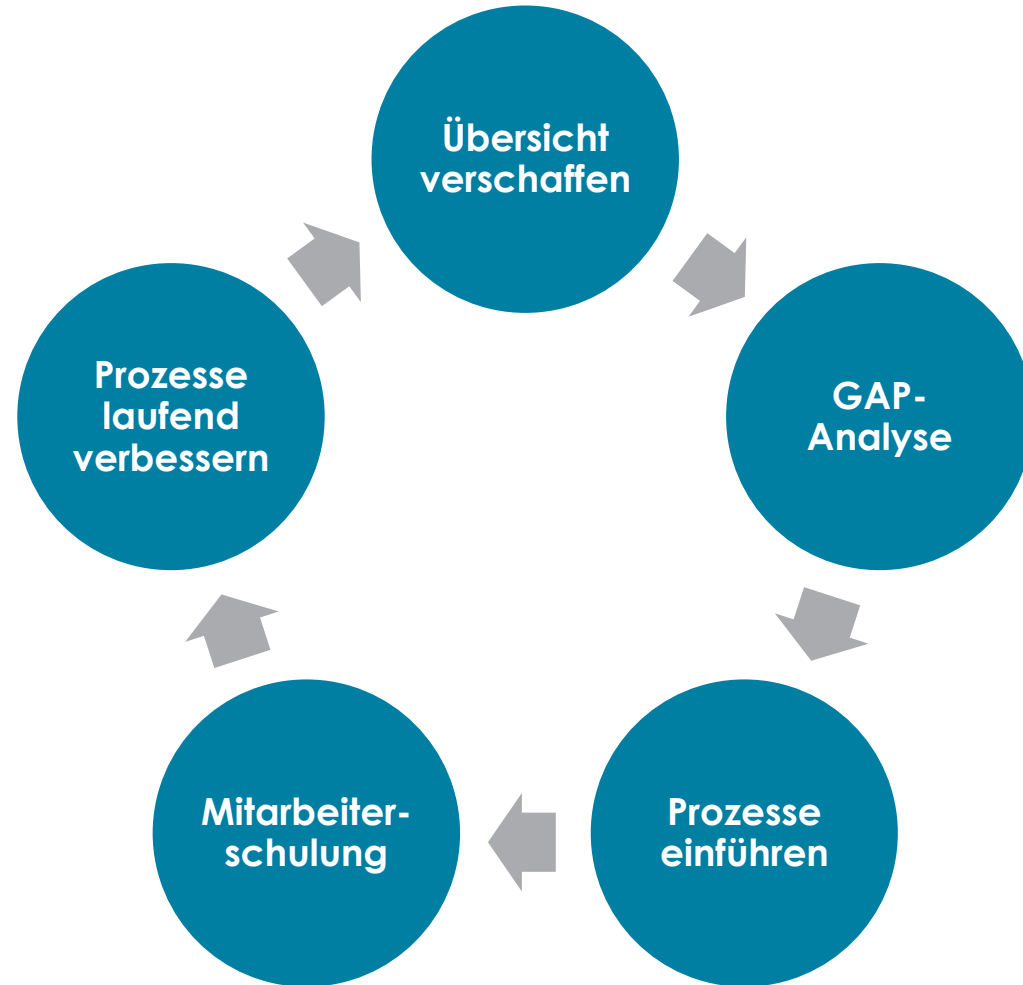 Übersicht
verschaffen
GAP-
Analyse
Prozesse
einführen
Mitarbeiter-
schulung
Prozesse
laufend
verbessern